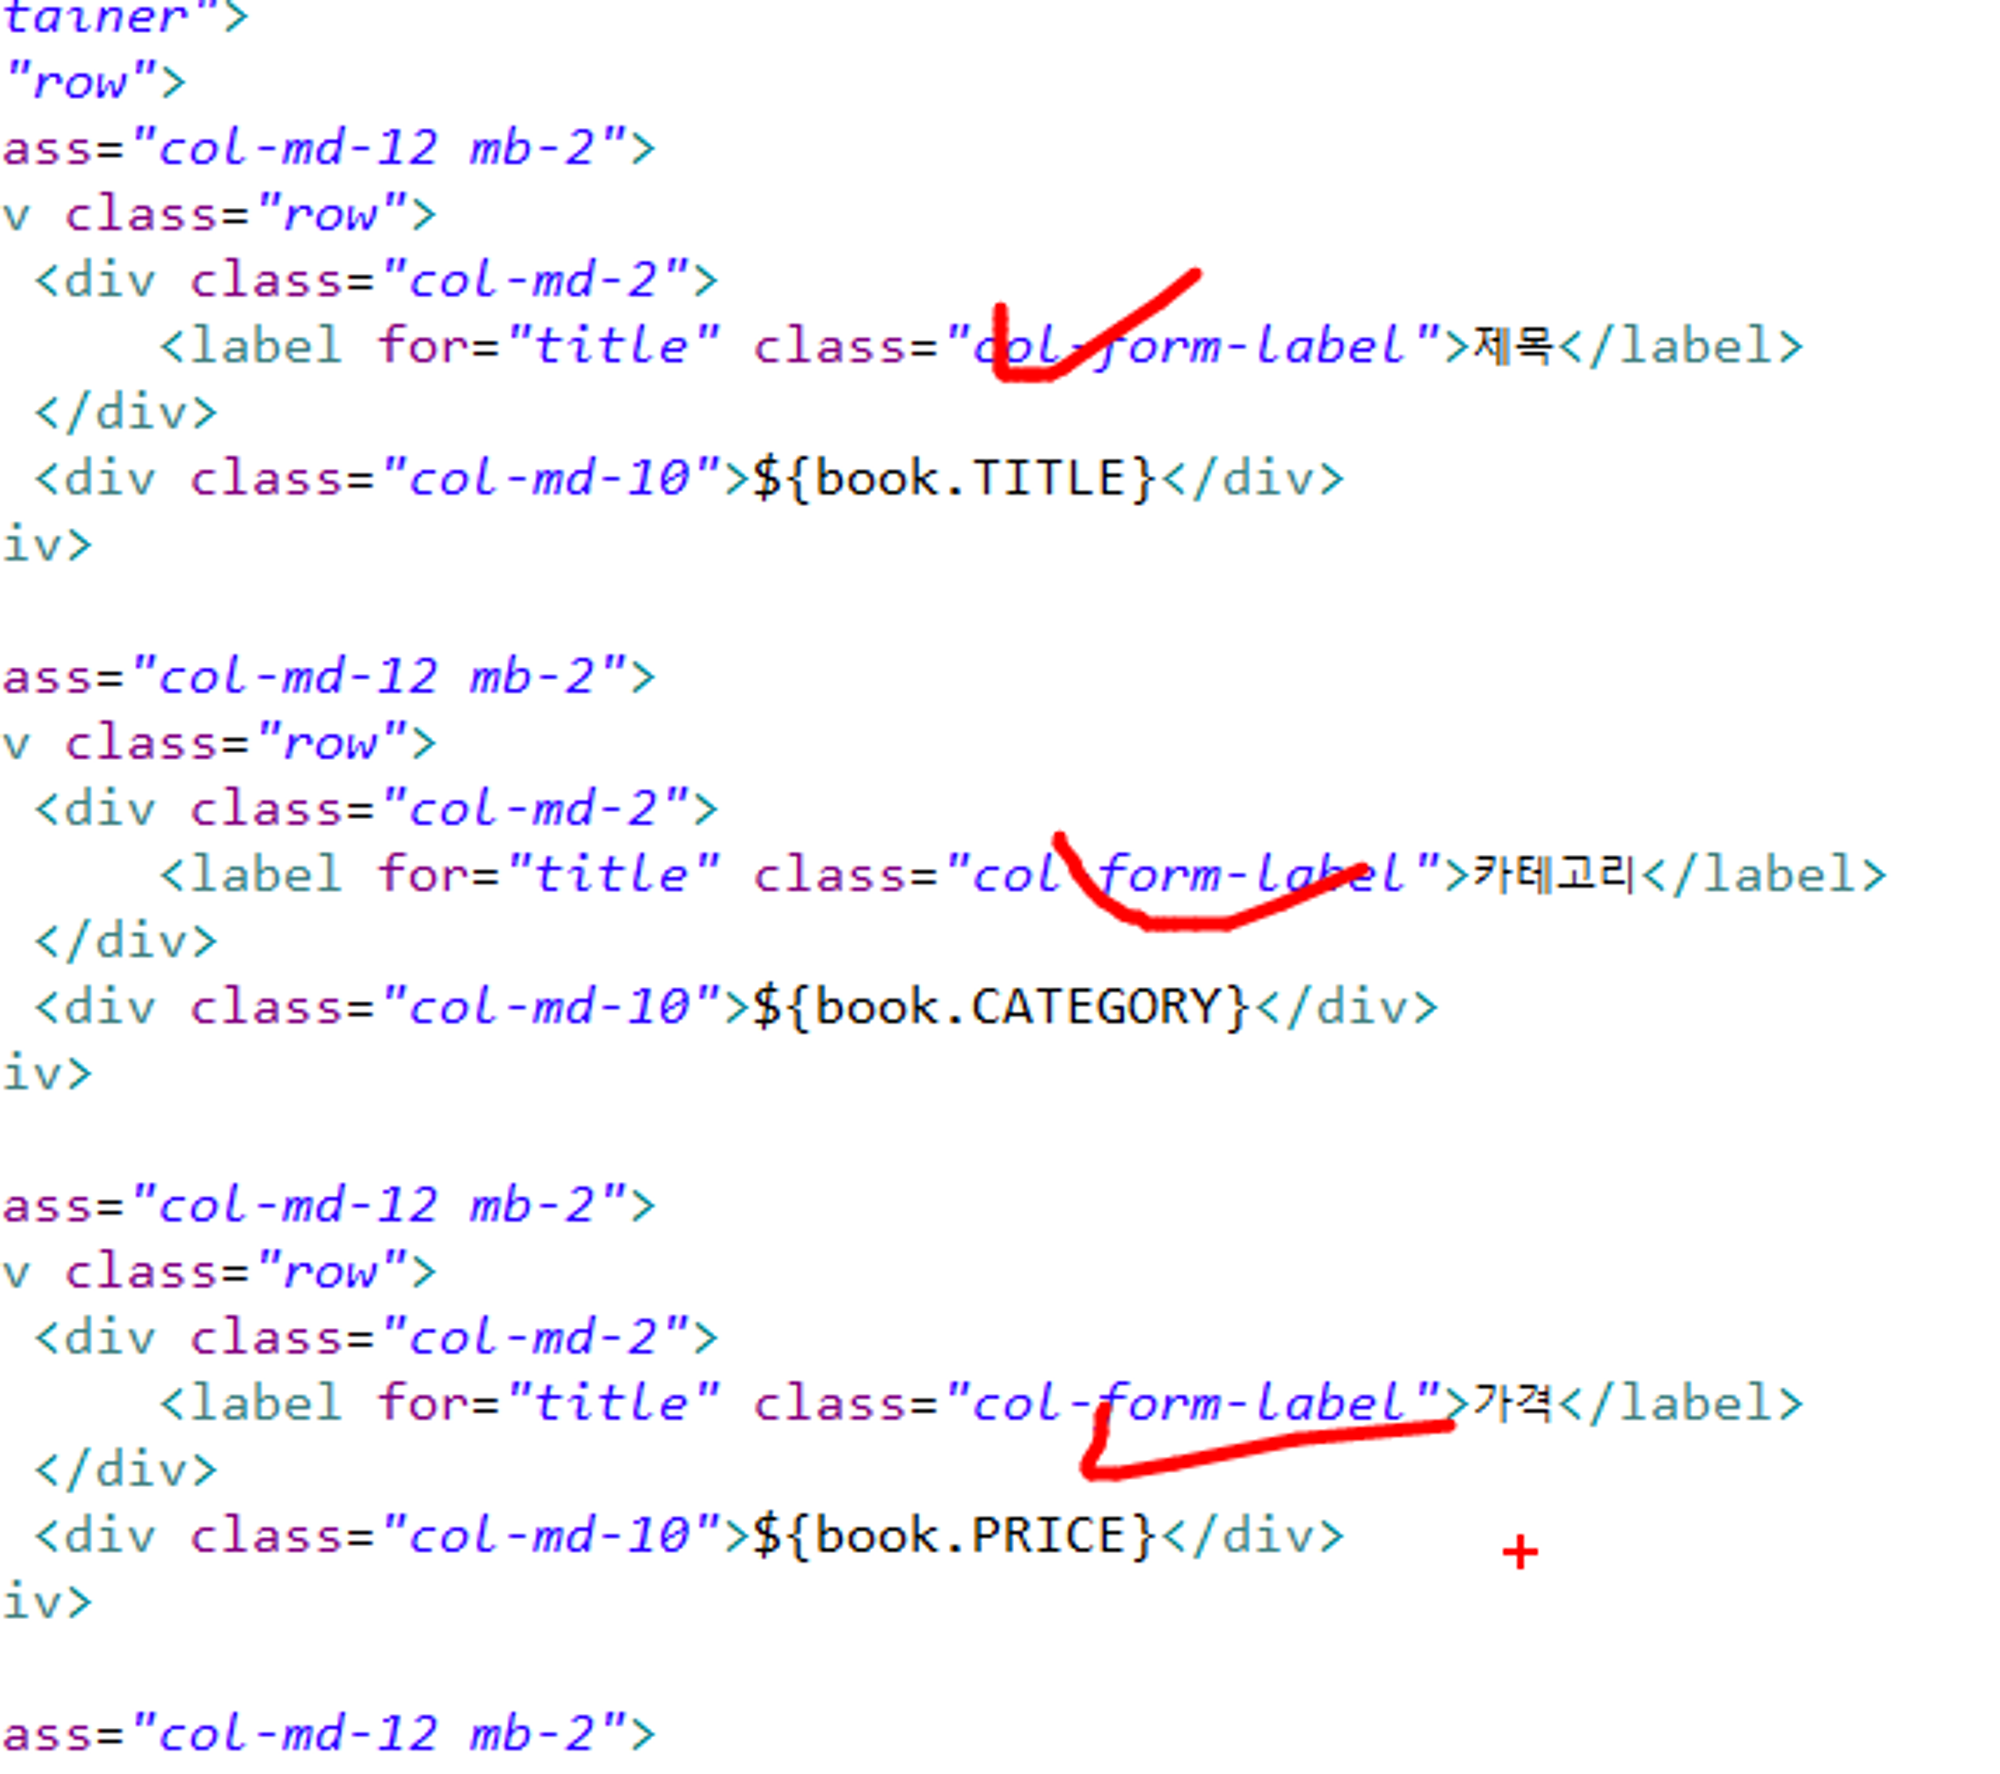 tainer">
"row">
ass="col-md-12 mb-2">
v class="row">
<div class="col-md-2">
<label for="title" class="col-form-label">제목</label>
</div>
<div class="col-md-10">${book.TITLE}</div>
iv>
ass="col-md-12 mb-2">
v class="row">
<div class="col-md-2">
<label for="title" class="col-form-label">카테고리</label>
</div>
<div class="col-md-10">${book.CATEGORY}</div>
iv>
ass="col-md-12 mb-2">
v class="row">
<div class="col-md-2">
<label for="title" class="col-form-label">가격</label>
</div>
<div class="col-md-10">${book.PRICE}</div>
iv>
ass="col-md-12 mb-2">